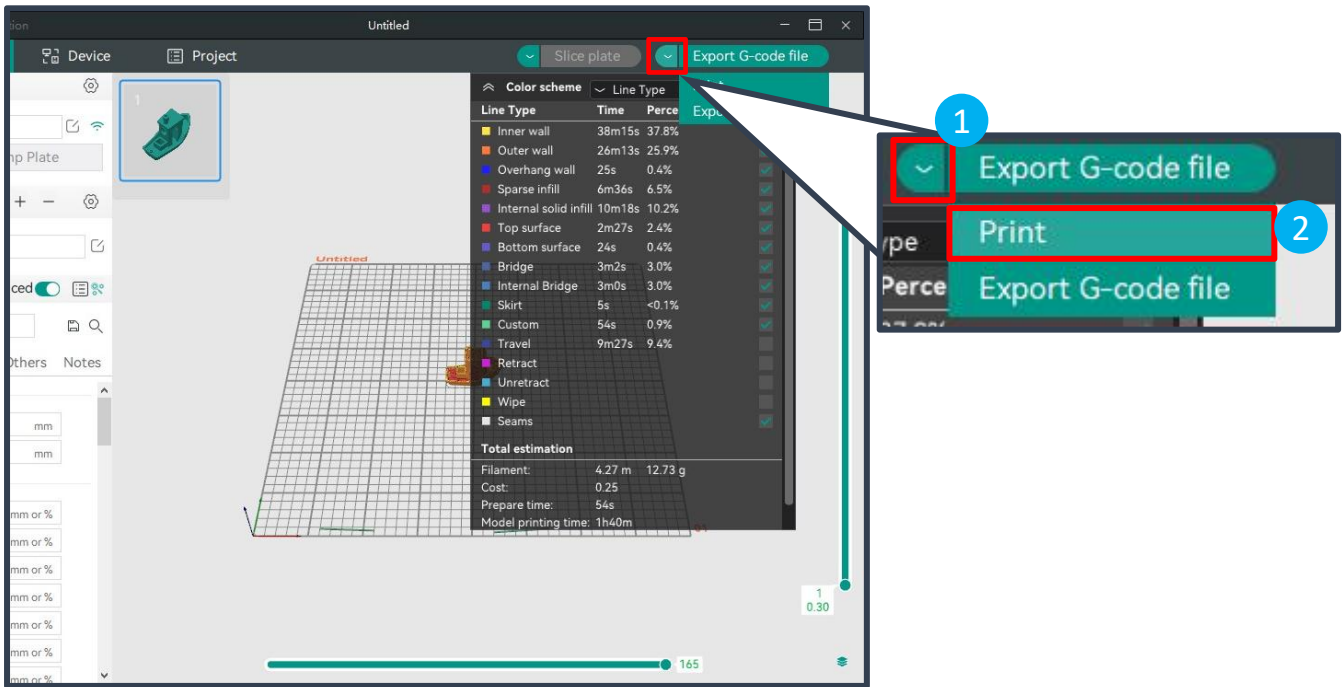 Untitled
Device
Project
Slice plate
Export G-code file
Color scheme
Line Type
Line Type Time Perce
Inner wall 38m15s 37.8%
Outer wall 26m13s 25.9%
Overhang wall 25s 0.4%
Sparse infill 6m36s 6.5%
Internal solid infill 10m18s 10.2%
Top surface 2m27s 2.4%
Bottom surface 24s 0.4%
Bridge 3m2s 3.0%
Internal Bridge 3m0s 3.0%
Skirt 5s <0.1%
Custom 54s 0.9%
Travel 9m27s 9.4%
Retract
Unretract
Wipe
Seams
Total estimation
Filament: 4.27 m 12.73 g
Cost: 0.25
Prepare time: 54s
Model printing time: 1h40m
1
Plate
ced
Others Notes
mm
mm
mm or %
mm or %
mm or %
mm or %
mm or %
mm or %
mm or %
Untitled
1
0.30
165
1
Export G-code file
Print
2
ype
Perce
Export G-code file